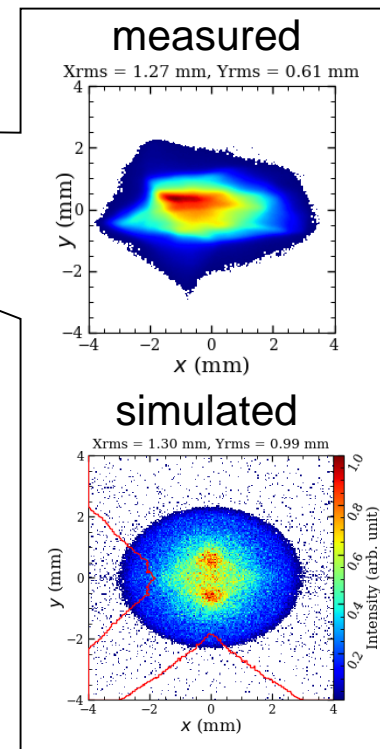 measured
Xrms = 1.27 mm, Yrms = 0.61 mm
4
2
0
−2
−4
y (mm)
−4 −2 0 2 4
x (mm)
simulated
Xrms = 1.30 mm, Yrms = 0.99 mm
4
2
0
−2
−4
y (mm)
−4 −2 0 2 4
x (mm)
1.0
0.8
0.6
0.4
0.2
Intensity (arb. unit)